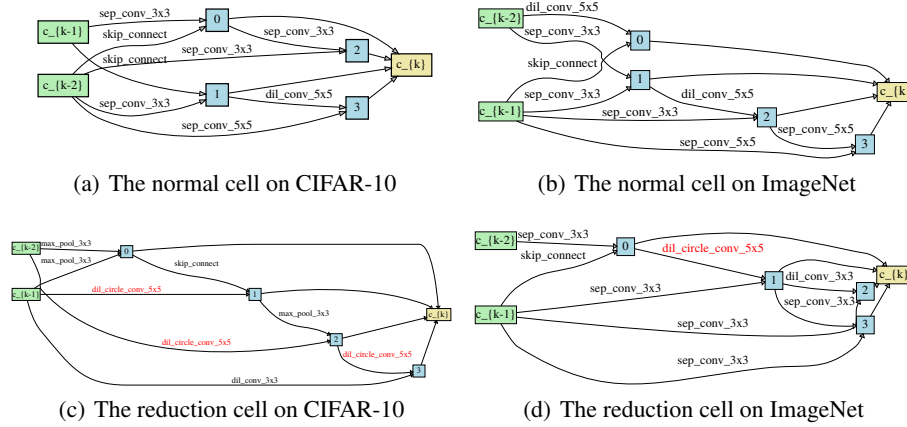 c_{k-1}
sep_conv_3x3
0
skip_connect
sep_conv_3x3
sep_conv_3x3
2
c_{k}
c_{k-2}
skip_connect
1
dil_conv_5x5
sep_conv_3x3
3
sep_conv_5x5
(a) The normal cell on CIFAR-10
c_{k-2}
dil_conv_5x5
sep_conv_3x3
0
skip_connect
1
c_{k}
sep_conv_3x3
dil_conv_5x5
c_{k-1}
2
sep_conv_3x3
sep_conv_5x5
3
sep_conv_5x5
(b) The normal cell on ImageNet
c_{k-2}
max_pool_3x3
0
max_pool_3x3
skip_connect
c_{k-1}
dil_circle_conv_5x5
1
max_pool_3x3
c_{k}
dil_circle_conv_5x5
2
dil_circle_conv_5x5
3
dil_conv_3x3
(c) The reduction cell on CIFAR-10
c_{k-2}
sep_conv_3x3
0
dil_circle_conv_5x5
skip_connect
c_{k}
1
dil_conv_3x3
sep_conv_3x3
2
sep_conv_3x3
c_{k-1}
3
sep_conv_3x3
sep_conv_3x3
(d) The reduction cell on ImageNet